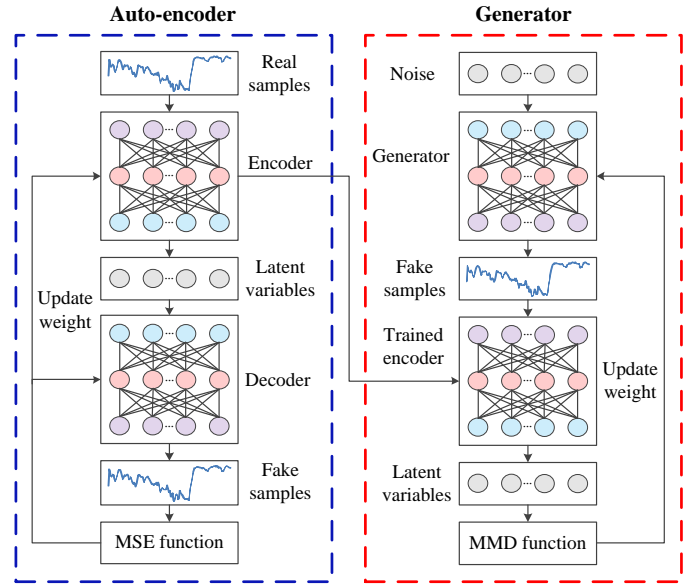 Auto-encoder
Real
samples
Encoder
Latent
variables
Update
weight
Decoder
Fake
samples
MSE function
Generator
Noise
Generator
Fake
samples
Trained
encoder
Update
weight
Latent
variables
MMD function